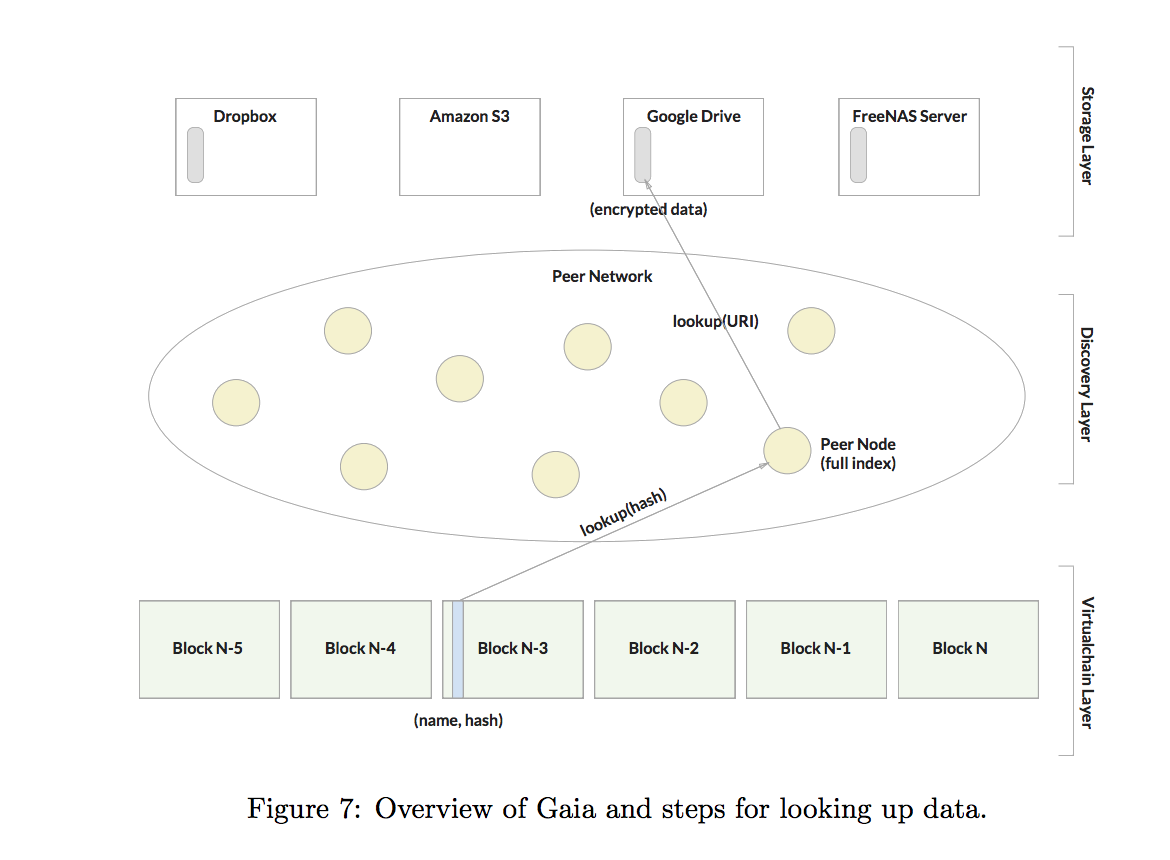 Dropbox
Amazon S3
Google Drive
FreeNAS Server
Storage Layer
(encrypted data)
Peer Network
lookup(URI)
Discovery Layer
Peer Node
(full index)
lookup(hash)
Block N-5
Block N-4
Block N-3
Block N-2
Block N-1
Block N
Virtualchain Layer
(name, hash)
Figure 7: Overview of Gaia and steps for looking up data.